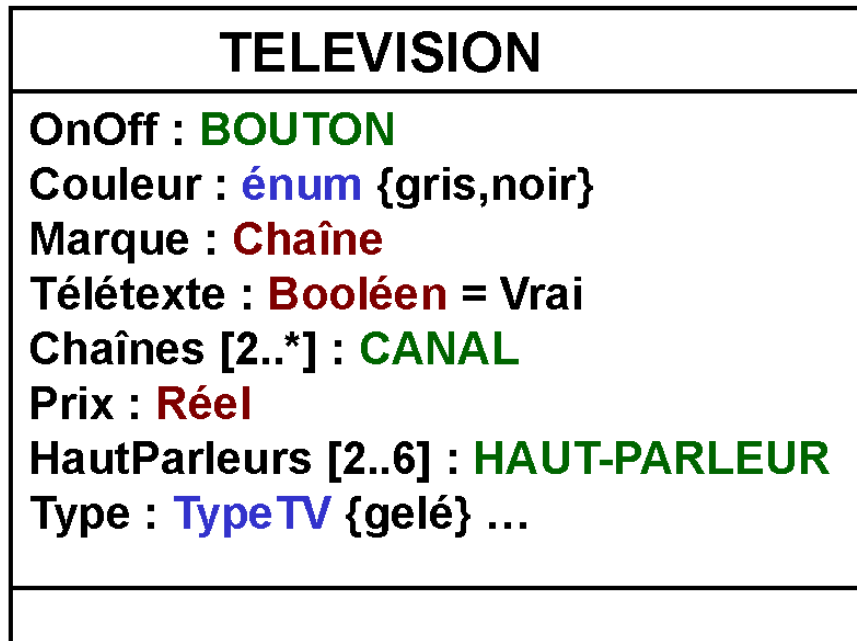 TELEVISION
OnOff : BOUTON
Couleur : énum {gris,noir}
Marque : Chaîne
Télétexte : Booléen = Vrai
Chaînes [2..*] : CANAL
Prix : Réel
HautParleurs [2..6] : HAUT-PARLEUR
Type : TypeTV {gelé} ...